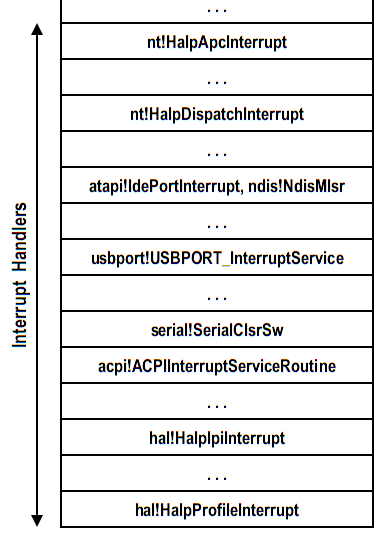 . . .
nt!HalpApcInterrupt
. . .
nt!HalpDispatchInterrupt
. . .
atapi!IdePortInterrupt, ndis!NdisMIsr
. . .
usbport!USBPORT_InterruptService
. . .
serial!SerialCIsrSw
acpi!ACPIInterruptServiceRoutine
. . .
hal!HalpIpiInterrupt
. . .
hal!HalpProfileInterrupt
Interrupt Handlers